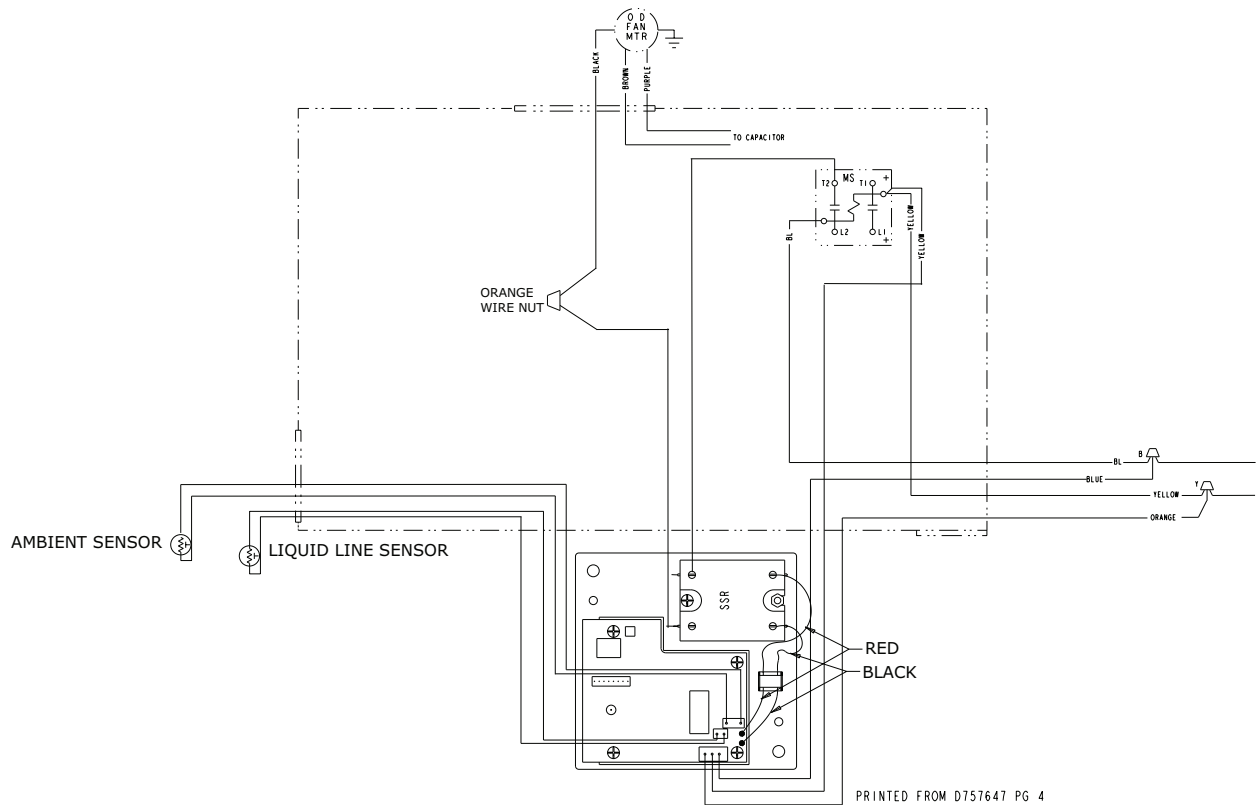 O D
FAN
MTR
BLACK
BROWN
PURPLE
TO CAPACITOR
MS
T2
T1
L2
L1
BL
YELLOW
YELLOW
ORANGE
WIRE NUT
B
BL
BLUE
Y
YELLOW
ORANGE
AMBIENT SENSOR
LIQUID LINE SENSOR
SSR
RED
BLACK
PRINTED FROM D757647 PG 4